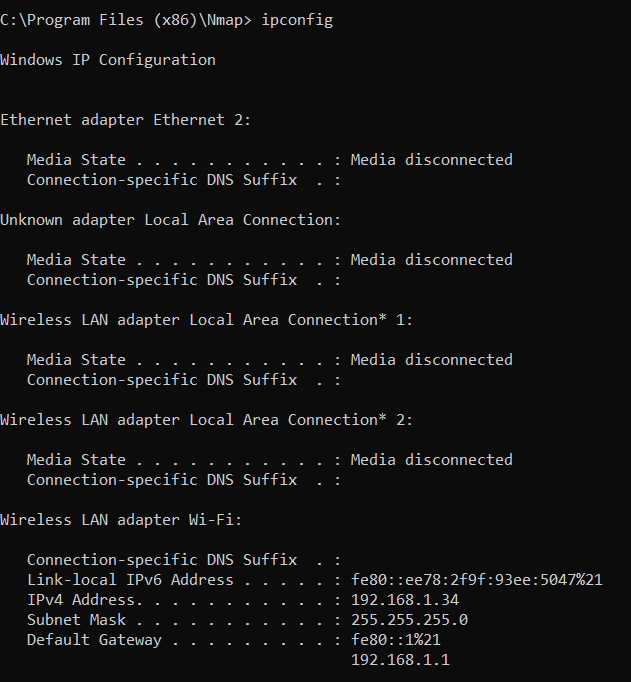 C:\Program Files (x86)\Nmap> ipconfig
Windows IP Configuration
Ethernet adapter Ethernet 2:
Media State . . . . . . . . . . . : Media disconnected
Connection-specific DNS Suffix  . :
Unknown adapter Local Area Connection:
Media State . . . . . . . . . . . : Media disconnected
Connection-specific DNS Suffix  . :
Wireless LAN adapter Local Area Connection* 1:
Media State . . . . . . . . . . . : Media disconnected
Connection-specific DNS Suffix  . :
Wireless LAN adapter Local Area Connection* 2:
Media State . . . . . . . . . . . : Media disconnected
Connection-specific DNS Suffix  . :
Wireless LAN adapter Wi-Fi:
Connection-specific DNS Suffix  . :
Link-local IPv6 Address . . . . . : fe80::ee78:2f9f:93ee:5047%21
IPv4 Address. . . . . . . . . . . : 192.168.1.34
Subnet Mask . . . . . . . . . . . : 255.255.255.0
Default Gateway . . . . . . . . . : fe80::1%21
192.168.1.1